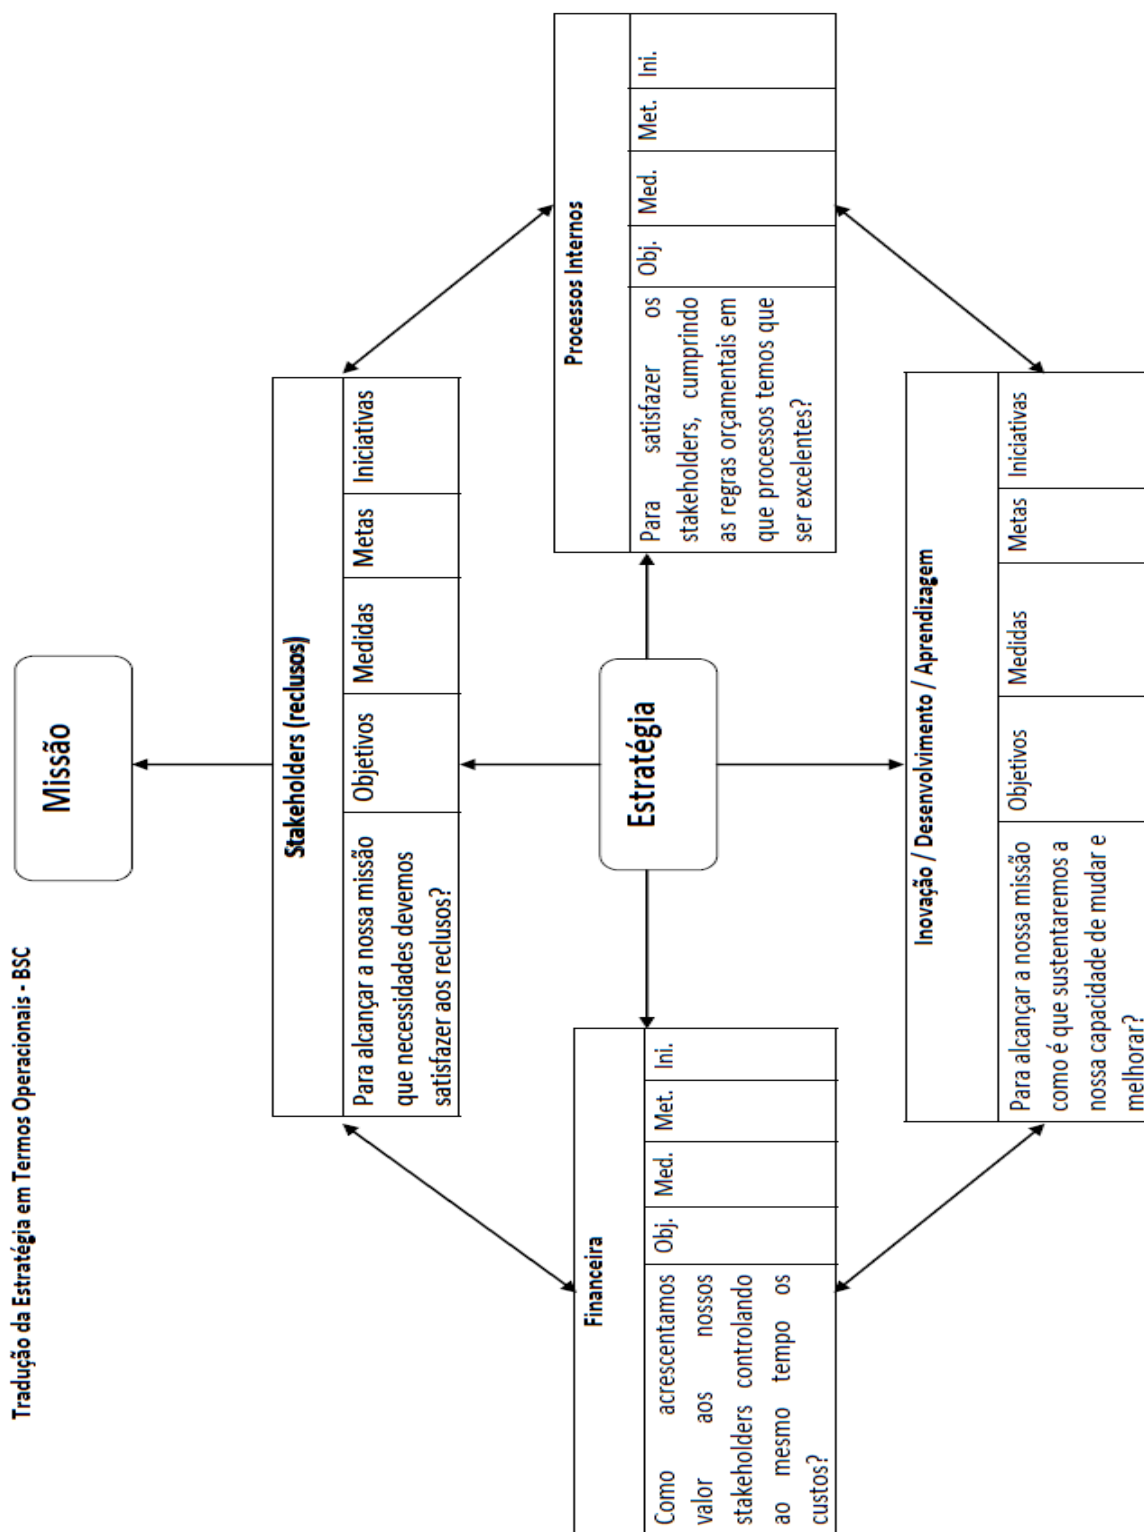 Tradução da Estratégia em Termos Operacionais - BSC
Missão
Stakeholders (reclusos)
Para alcançar a nossa missão
que necessidades devemos
satisfazer aos reclusos?
Objetivos
Medidas
Metas
Iniciativas
Financeira
Como acrescentamos
valor aos nossos
stakeholders controlando
ao mesmo tempo os
custos?
Obj.
Med.
Met.
Ini.
Estratégia
Processos Internos
Para satisfazer os
stakeholders, cumprindo
as regras orçamentais em
que processos temos que
ser excelentes?
Obj.
Med.
Met.
Ini.
Inovação / Desenvolvimento / Aprendizagem
Para alcançar a nossa missão
como é que sustentaremos a
nossa capacidade de mudar e
melhorar?
Objetivos
Medidas
Metas
Iniciativas